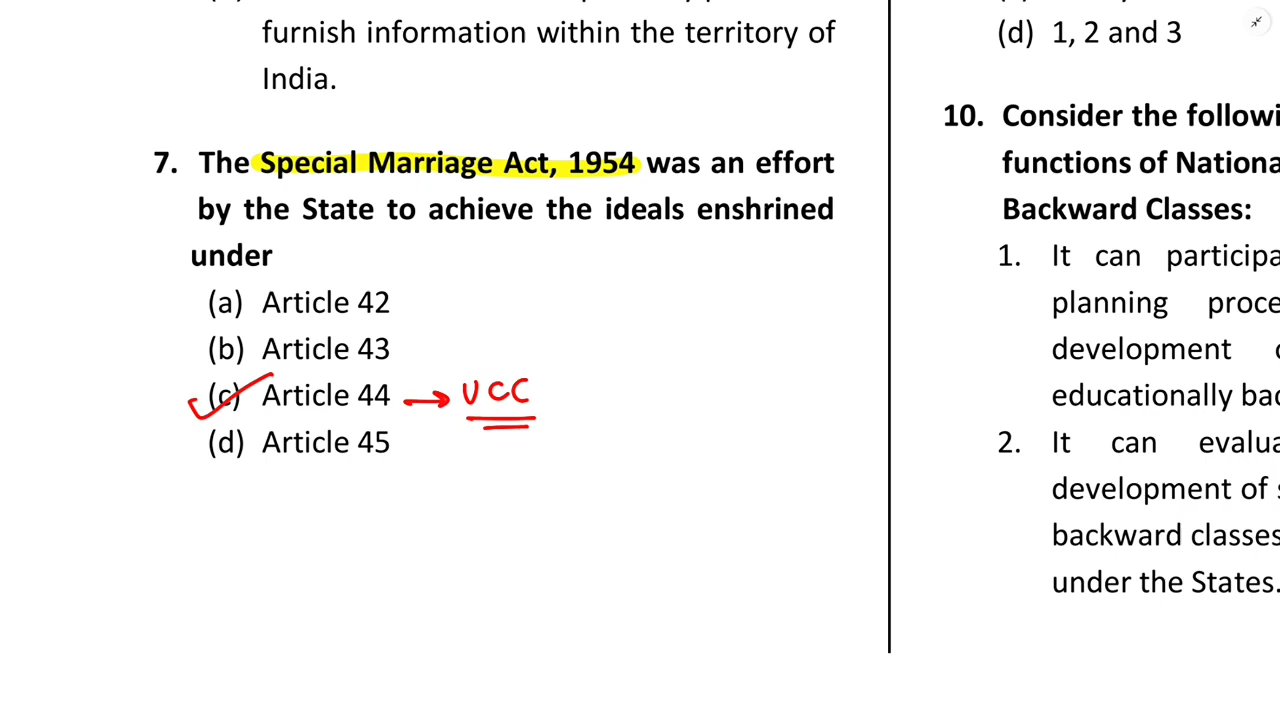 furnish information within the territory of
India.
7. The Special Marriage Act, 1954 was an effort
by the State to achieve the ideals enshrined
under
(a) Article 42
(b) Article 43
(c) Article 44 → UCC
(d) Article 45
(d) 1, 2 and 3
10. Consider the followi
functions of Nationa
Backward Classes:
1. It can participa
planning proce
development
educationally bac
2. It can evalua
development of s
backward classes
under the States.